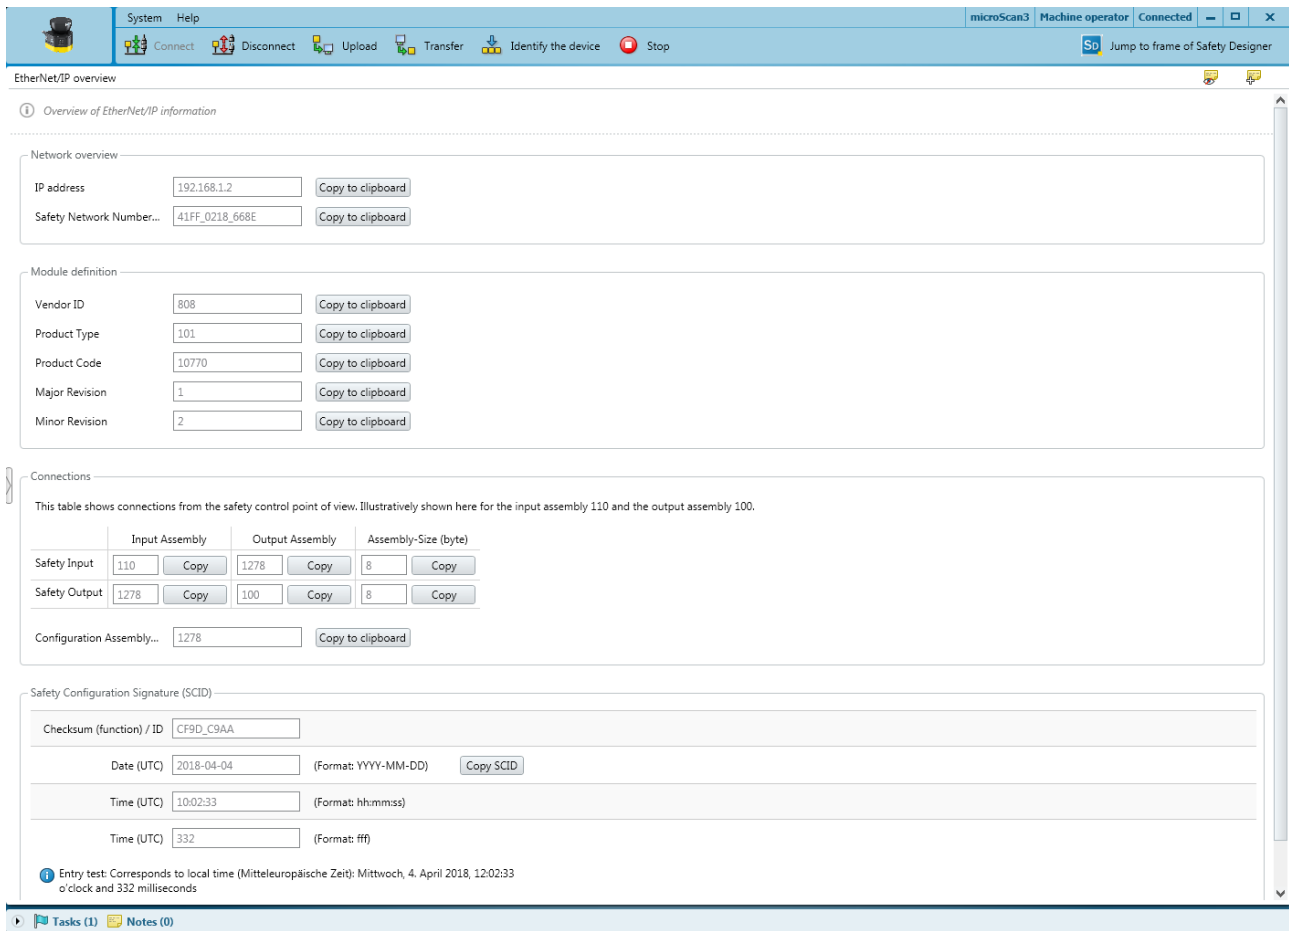 System Help microScan3 Machine operator Connected
Connect Disconnect Upload Transfer Identify the device Stop SD Jump to frame of Safety Designer
EtherNet/IP overview
Overview of EtherNet/IP information
Network overview
IP address 192.168.1.2 Copy to clipboard
Safety Network Number... 41FF_0218_668E Copy to clipboard
Module definition
Vendor ID 808 Copy to clipboard
Product Type 101 Copy to clipboard
Product Code 10770 Copy to clipboard
Major Revision 1 Copy to clipboard
Minor Revision 2 Copy to clipboard
Connections
This table shows connections from the safety control point of view. Illustratively shown here for the input assembly 110 and the output assembly 100.
Input Assembly Output Assembly Assembly-Size (byte)
Safety Input 110 Copy 1278 Copy 8 Copy
Safety Output 1278 Copy 100 Copy 8 Copy
Configuration Assembly... 1278 Copy to clipboard
Safety Configuration Signature (SCID)
Checksum (function) / ID CF9D_C9AA
Date (UTC) 2018-04-04 (Format: YYYY-MM-DD) Copy SCID
Time (UTC) 10:02:33 (Format: hh:mm:ss)
Time (UTC) 332 (Format: fff)
Entry test: Corresponds to local time (Mitteleuropäische Zeit): Mittwoch, 4. April 2018, 12:02:33
o'clock and 332 milliseconds
Tasks (1) Notes (0)